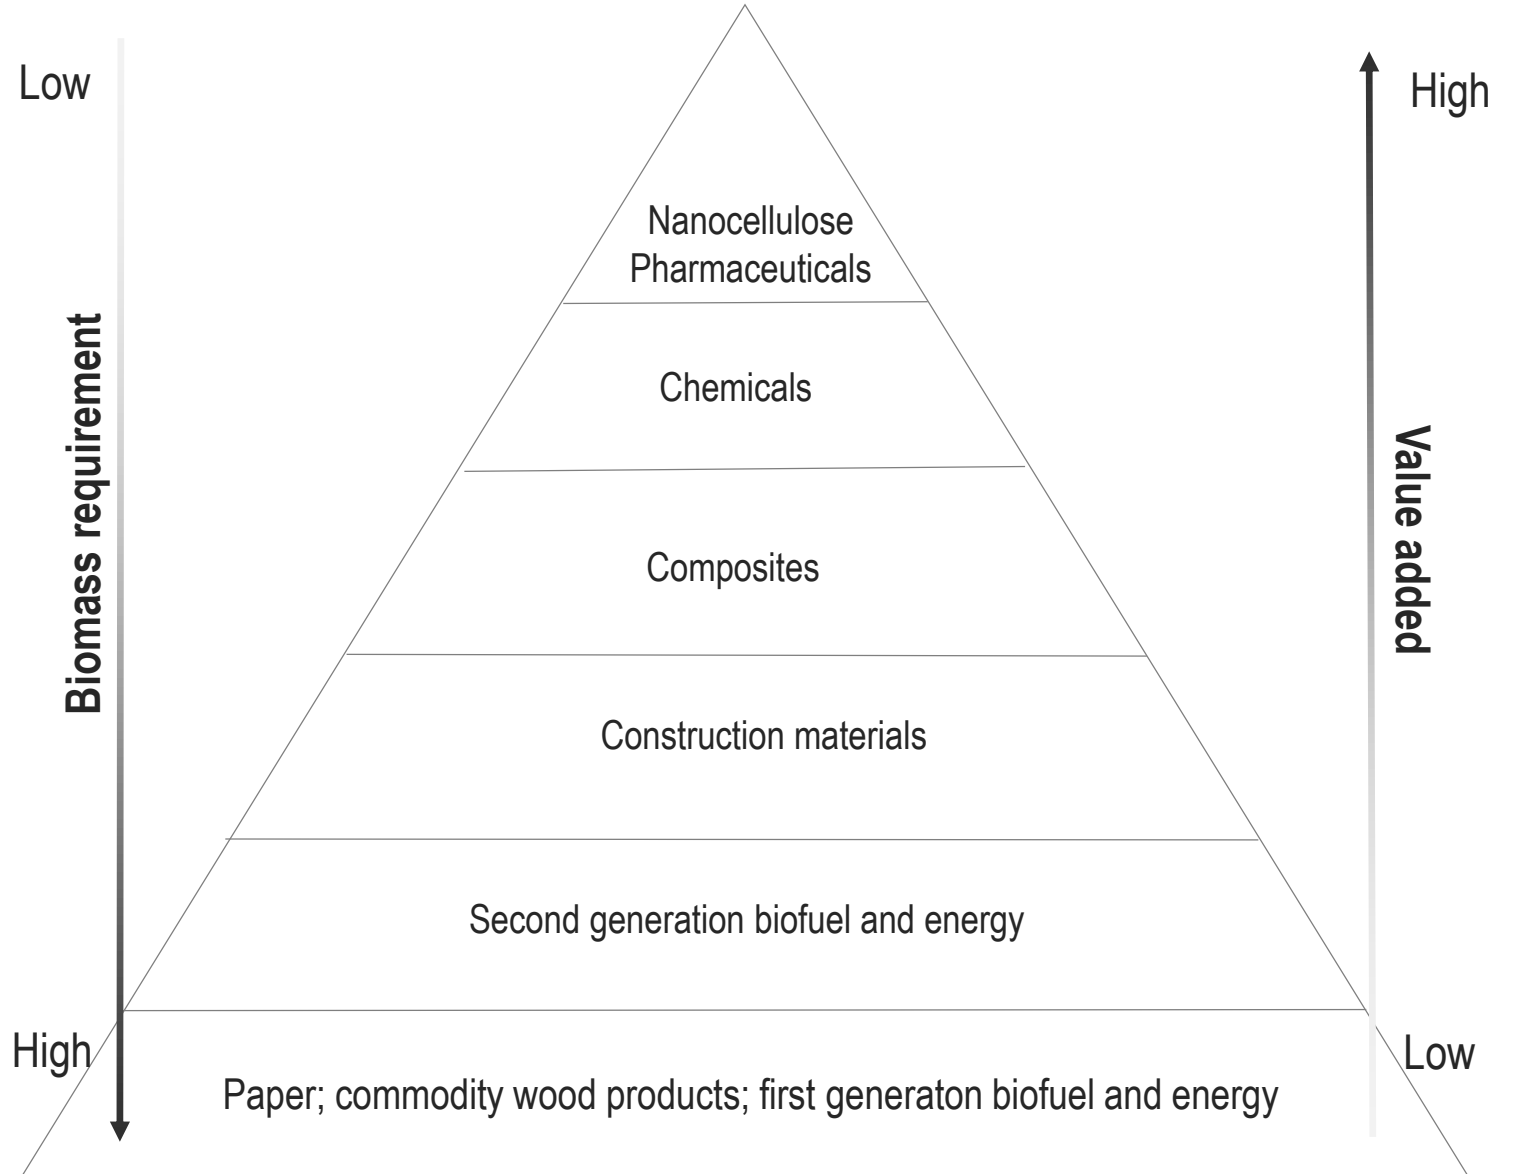 Low
High
Nanocellulose
Pharmaceuticals
Chemicals
Biomass requirement
Value added
Composites
Construction materials
Second generation biofuel and energy
High
Low
Paper; commodity wood products; first generaton biofuel and energy